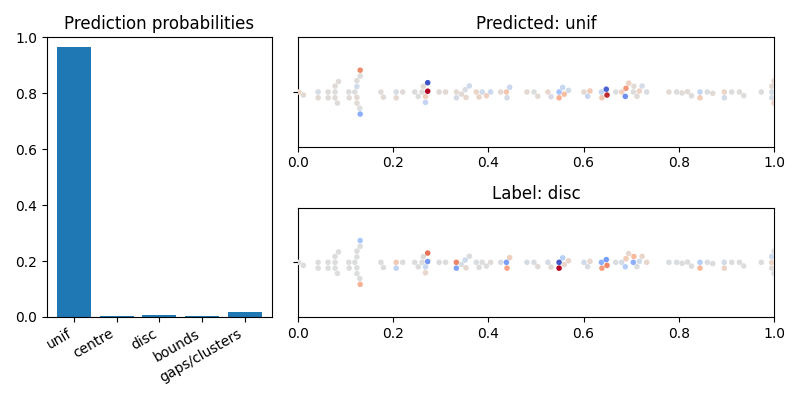 Prediction probabilities
1.0
0.8
0.6
0.4
0.2
0.0
unif
centre
disc
bounds
gaps/clusters
Predicted: unif
0.0 0.2 0.4 0.6 0.8 1.0
Label: disc
0.0 0.2 0.4 0.6 0.8 1.0